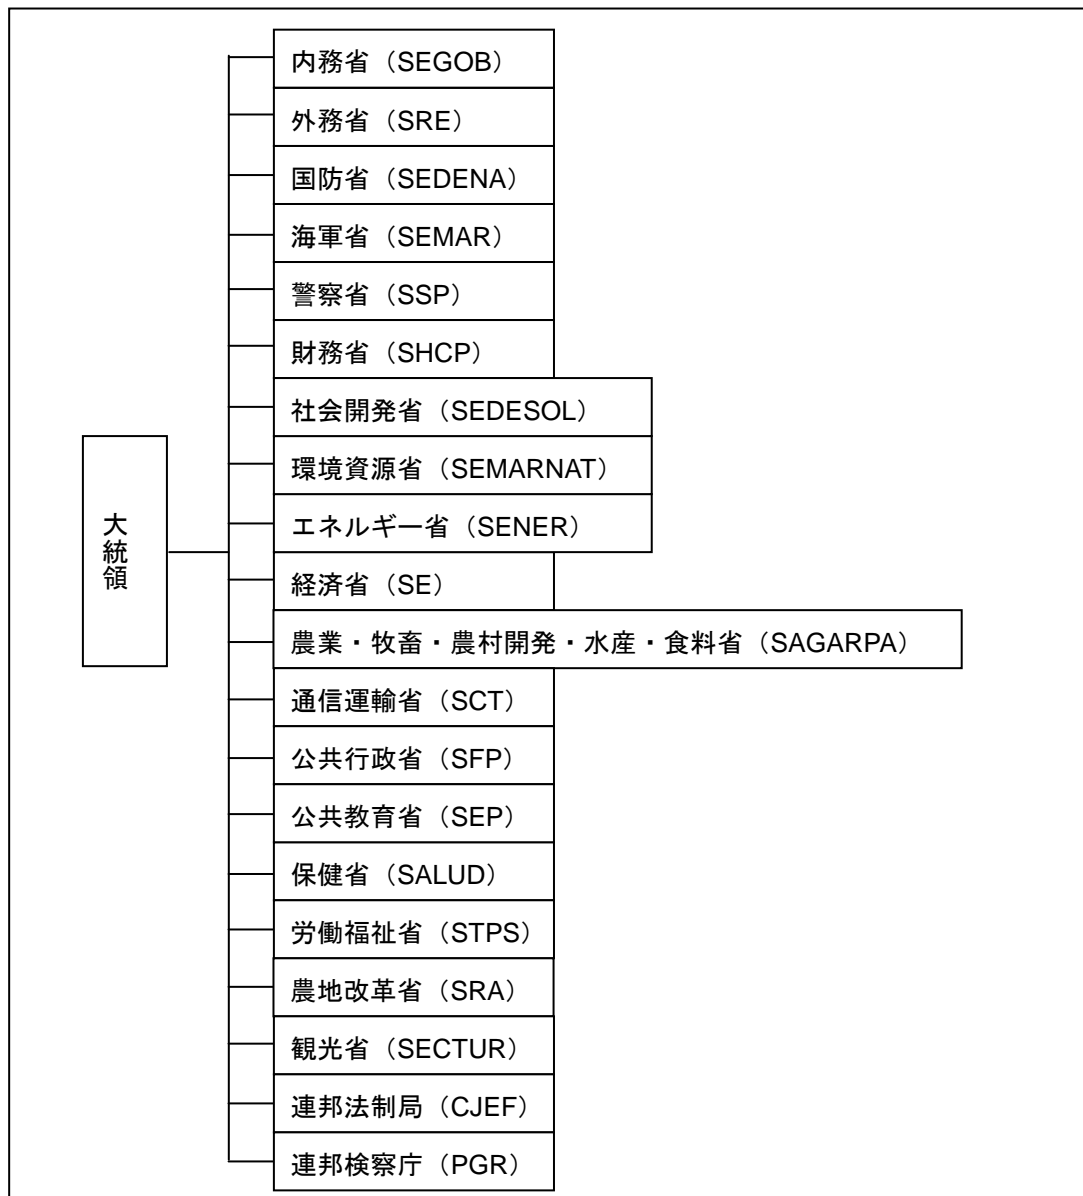 内務省（SEGOB）
外務省（SRE）
国防省（SEDENA）
海軍省（SEMAR）
警察省（SSP）
財務省（SHCP）
社会開発省（SEDESOL）
環境資源省（SEMARNAT）
エネルギー省（SENER）
大統領
経済省（SE）
農業・牧畜・農村開発・水産・食料省（SAGARPA）
通信運輸省（SCT）
公共行政省（SFP）
公共教育省（SEP）
保健省（SALUD）
労働福祉省（STPS）
農地改革省（SRA）
観光省（SECTUR）
連邦法制局（CJEF）
連邦検察庁（PGR）